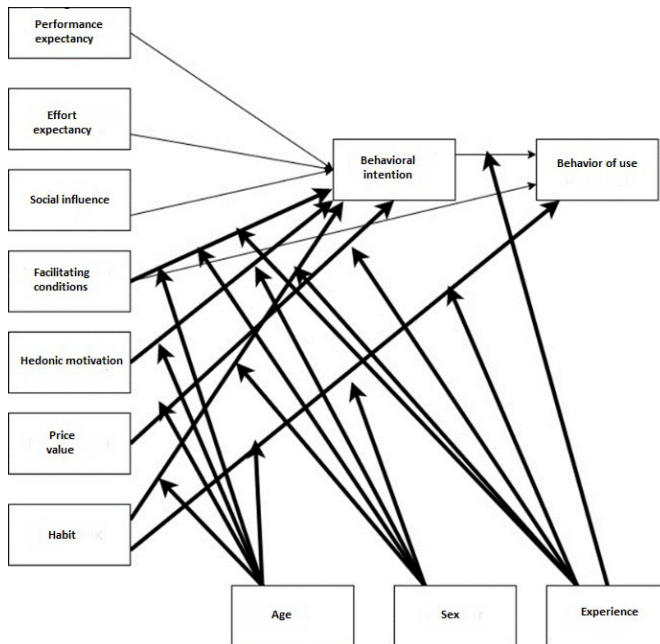 Performance
expectancy
Effort
expectancy
Social influence
Facilitating
conditions
Hedonic motivation
Price
value
Habit
Behavioral
intention
Behavior of use
Age
Sex
Experience